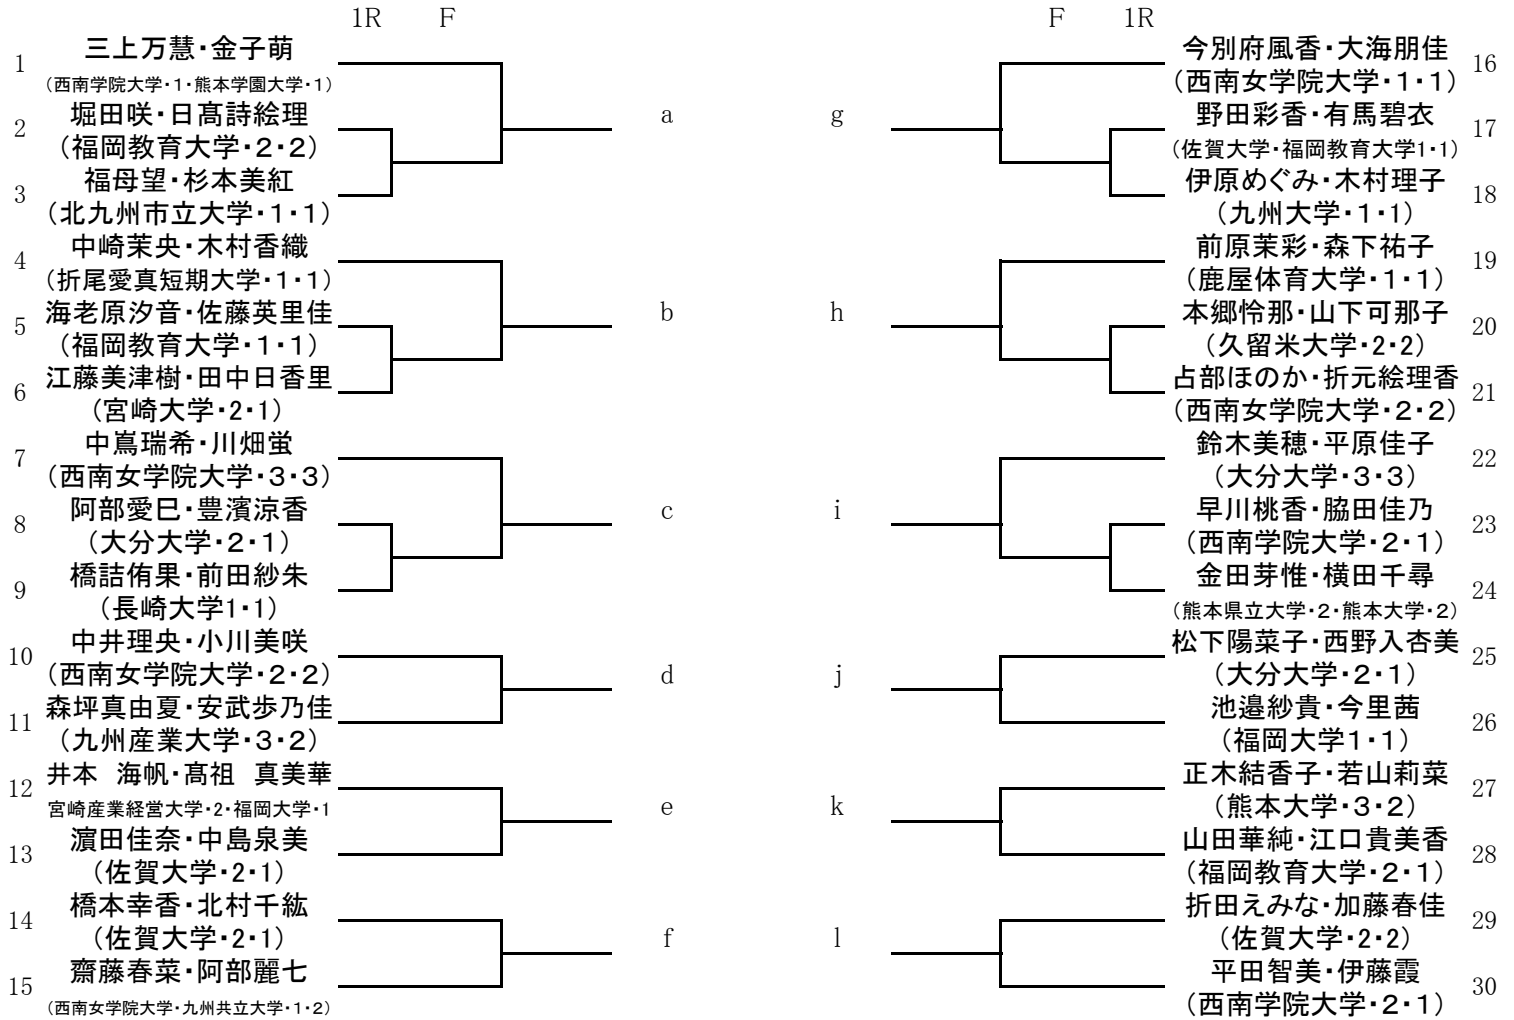 1R F
1 三上万慧・金子萌
(西南学院大学・1・熊本学園大学・1)
2 堀田咲・日髙詩絵理
(福岡教育大学・2・2)
3 福母望・杉本美紅
(北九州市立大学・1・1)
4 中崎茉央・木村香織
(折尾愛真短期大学・1・1)
5 海老原汐音・佐藤英里佳
(福岡教育大学・1・1)
6 江藤美津樹・田中日香里
(宮崎大学・2・1)
7 中嶌瑞希・川畑蛍
(西南女学院大学・3・3)
8 阿部愛巳・豊濱涼香
(大分大学・2・1)
9 橋詰侑果・前田紗朱
(長崎大学1・1)
10 中井理央・小川美咲
(西南女学院大学・2・2)
11 森坪真由夏・安武歩乃佳
(九州産業大学・3・2)
12 井本　海帆・髙祖　真美華
宮崎産業経営大学・2・福岡大学・1
13 濵田佳奈・中島泉美
(佐賀大学・2・1)
14 橋本幸香・北村千紘
(佐賀大学・2・1)
15 齋藤春菜・阿部麗七
(西南女学院大学・九州共立大学・1・2)
a
b
c
d
e
f
g
h
i
j
k
l
F 1R
今別府風香・大海朋佳 16
(西南女学院大学・1・1)
野田彩香・有馬碧衣 17
(佐賀大学・福岡教育大学1・1)
伊原めぐみ・木村理子 18
(九州大学・1・1)
前原茉彩・森下祐子 19
(鹿屋体育大学・1・1)
本郷怜那・山下可那子 20
(久留米大学・2・2)
占部ほのか・折元絵理香 21
(西南女学院大学・2・2)
鈴木美穂・平原佳子 22
(大分大学・3・3)
早川桃香・脇田佳乃 23
(西南学院大学・2・1)
金田芽惟・横田千尋 24
(熊本県立大学・2・熊本大学・2)
松下陽菜子・西野入杏美 25
(大分大学・2・1)
池邉紗貴・今里茜 26
(福岡大学1・1)
正木結香子・若山莉菜 27
(熊本大学・3・2)
山田華純・江口貴美香 28
(福岡教育大学・2・1)
折田えみな・加藤春佳 29
(佐賀大学・2・2)
平田智美・伊藤霞 30
(西南学院大学・2・1)